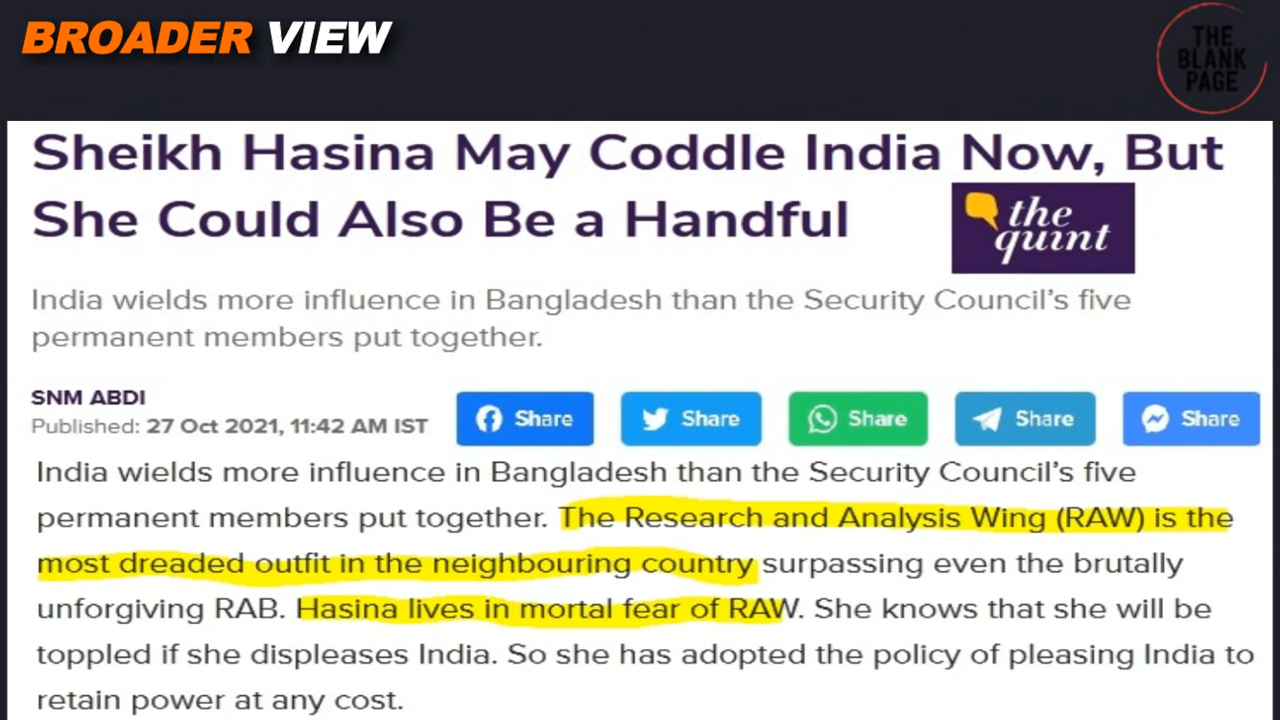 BROADER VIEW
THE
BLANK
PAGE
Sheikh Hasina May Coddle India Now, But
She Could Also Be a Handful
the
quint
India wields more influence in Bangladesh than the Security Council's five
permanent members put together.
SNM ABDI
Published: 27 Oct 2021, 11:42 AM IST
Share Share Share Share Share
India wields more influence in Bangladesh than the Security Council's five
permanent members put together. The Research and Analysis Wing (RAW) is the
most dreaded outfit in the neighbouring country surpassing even the brutally
unforgiving RAB. Hasina lives in mortal fear of RAW. She knows that she will be
toppled if she displeases India. So she has adopted the policy of pleasing India to
retain power at any cost.